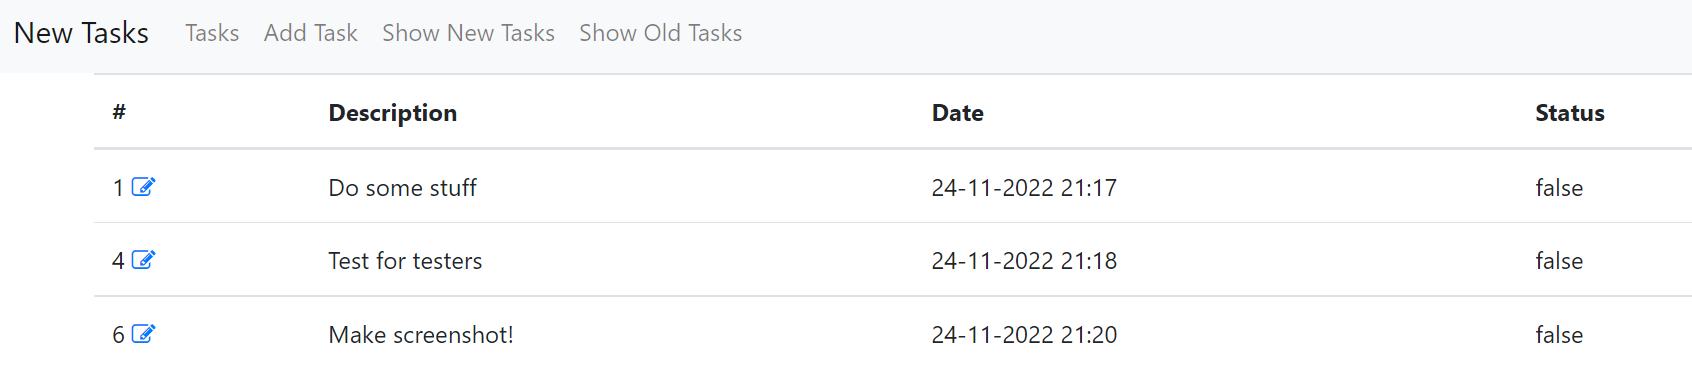 New Tasks Tasks Add Task Show New Tasks Show Old Tasks
# Description Date Status
1 Do some stuff 24-11-2022 21:17 false
4 Test for testers 24-11-2022 21:18 false
6 Make screenshot! 24-11-2022 21:20 false